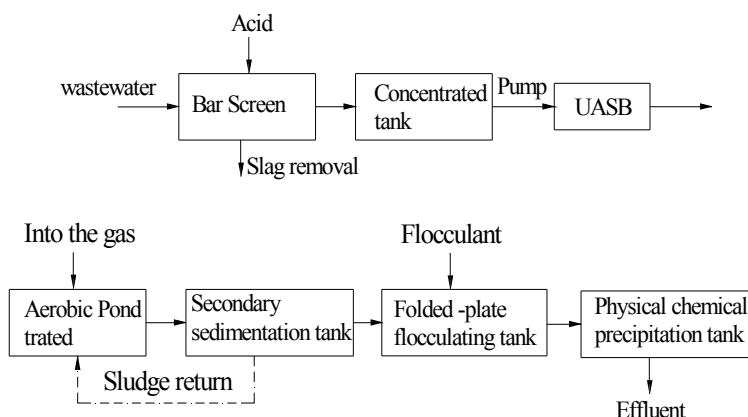 Acid
wastewater
Bar Screen
Concentrated
tank
Pump
UASB
Slag removal
Into the gas
Flocculant
Aerobic Pond
trated
Secondary
sedimentation tank
Folded -plate
flocculating tank
Physical chemical
precipitation tank
Sludge return
Effluent